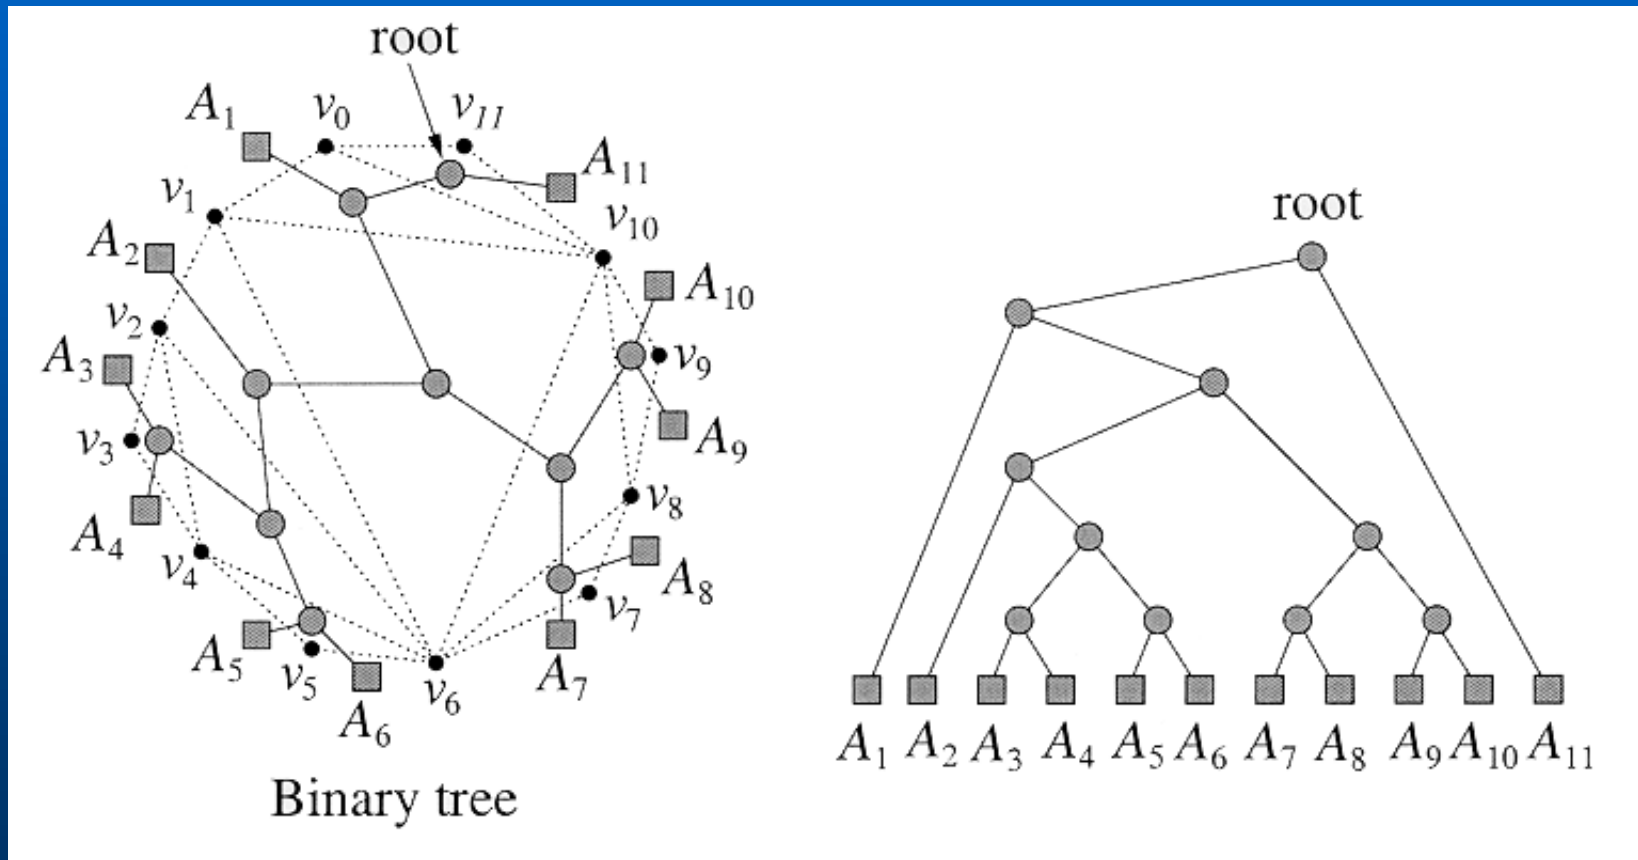 root
A₁ v₀ v₁₁
A₁₁
v₁ v₁₀
A₂
A₁₀
v₂
A₃ v₉
v₃ A₉
v₈
A₄
v₄ A₈
v₇
A₅ v₅ v₆ A₇
A₆
Binary tree
root
A₁ A₂ A₃ A₄ A₅ A₆ A₇ A₈ A₉ A₁₀ A₁₁